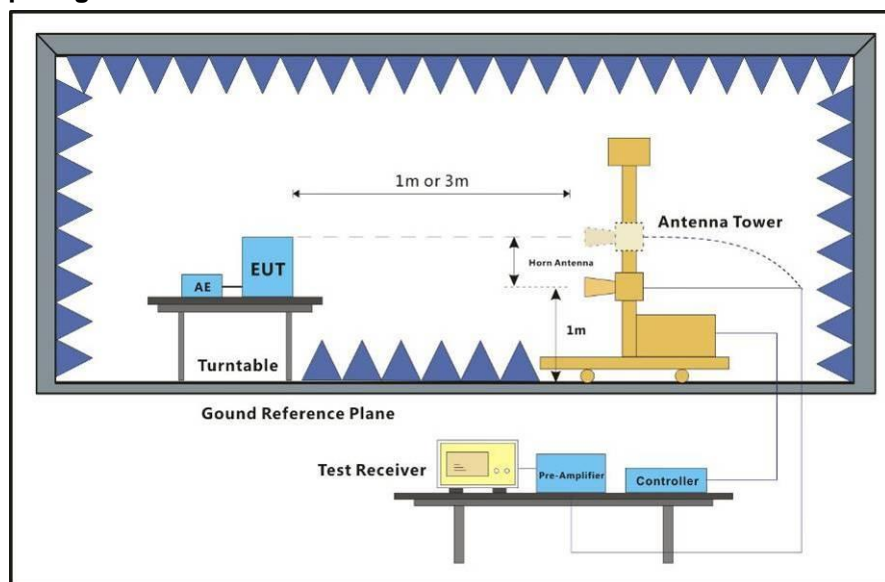 1m or 3m
Antenna Tower
Horn Antenna
EUT
AE
1m
Turntable
Gound Reference Plane
Test Receiver
Pre-Amplifier
Controller